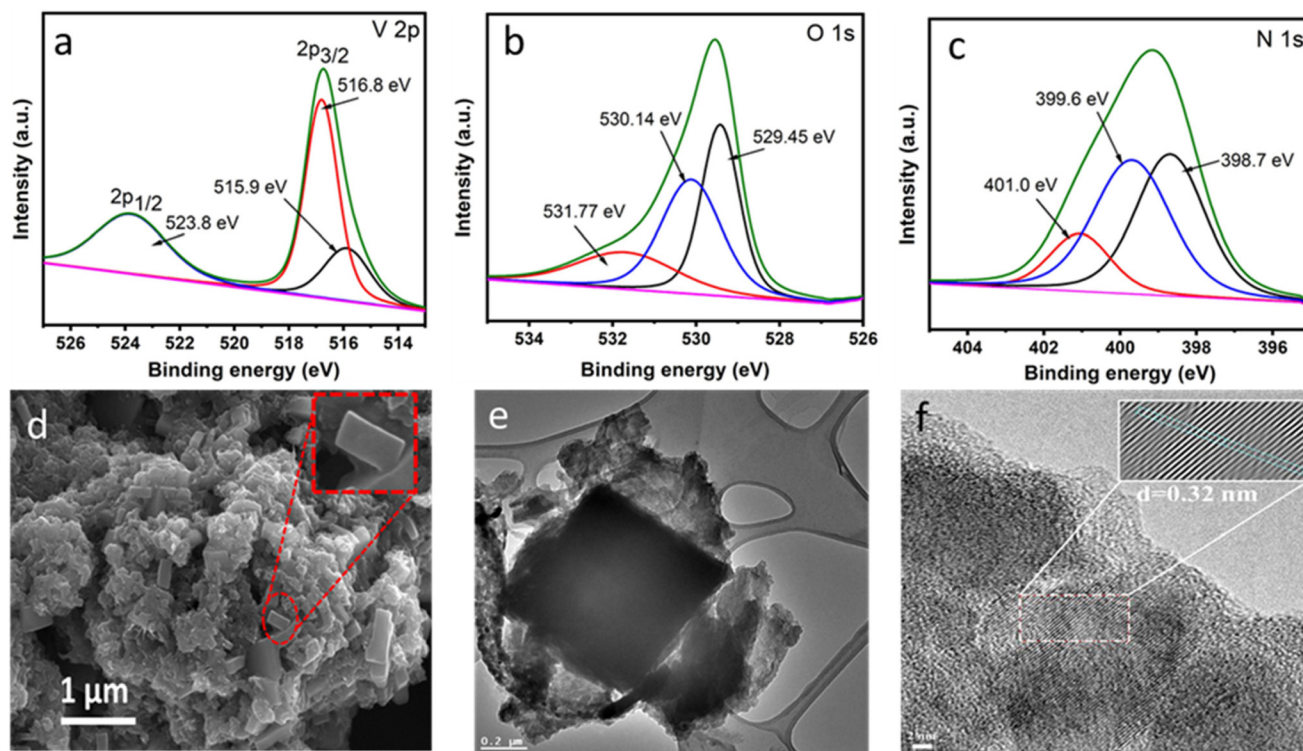 a
V 2p
2p3/2
516.8 eV
515.9 eV
2p1/2
523.8 eV
Intensity (a.u.)
526 524 522 520 518 516 514
Binding energy (eV)
b
O 1s
530.14 eV
529.45 eV
531.77 eV
Intensity (a.u.)
534 532 530 528 526
Binding energy (eV)
c
N 1s
399.6 eV
398.7 eV
401.0 eV
Intensity (a.u.)
404 402 400 398 396
Binding energy (eV)
d
1 μm
e
0.2 μm
f
d=0.32 nm
2 nm